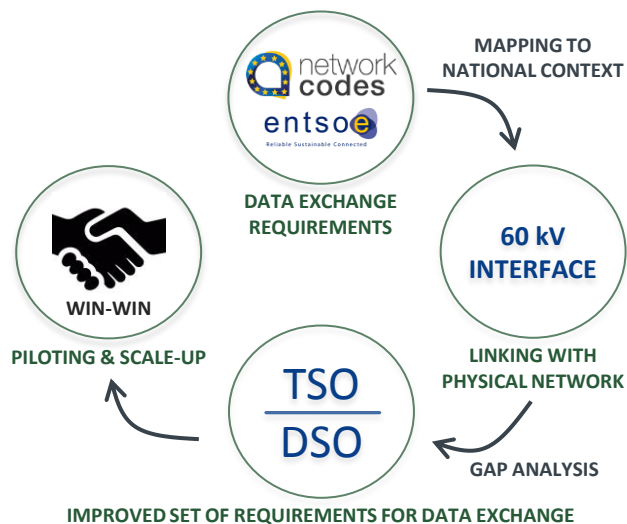 network
codes
entsoe
Reliable Sustainable Connected
DATA EXCHANGE
REQUIREMENTS
MAPPING TO
NATIONAL CONTEXT
60 kV
INTERFACE
LINKING WITH
PHYSICAL NETWORK
GAP ANALYSIS
TSO
DSO
IMPROVED SET OF REQUIREMENTS FOR DATA EXCHANGE
WIN-WIN
PILOTING & SCALE-UP